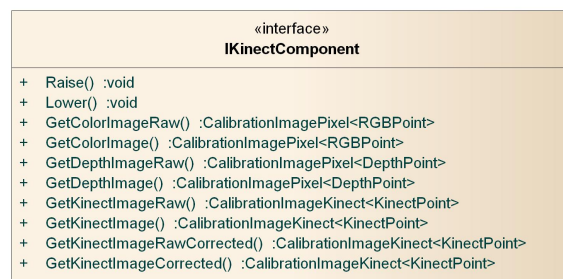 «interface»
IKinectComponent
+ Raise() :void
+ Lower() :void
+ GetColorImageRaw() :CalibrationImagePixel<RGBPoint>
+ GetColorImage() :CalibrationImagePixel<RGBPoint>
+ GetDepthImageRaw() :CalibrationImagePixel<DepthPoint>
+ GetDepthImage() :CalibrationImagePixel<DepthPoint>
+ GetKinectImageRaw() :CalibrationImageKinect<KinectPoint>
+ GetKinectImage() :CalibrationImageKinect<KinectPoint>
+ GetKinectImageRawCorrected() :CalibrationImageKinect<KinectPoint>
+ GetKinectImageCorrected() :CalibrationImageKinect<KinectPoint>